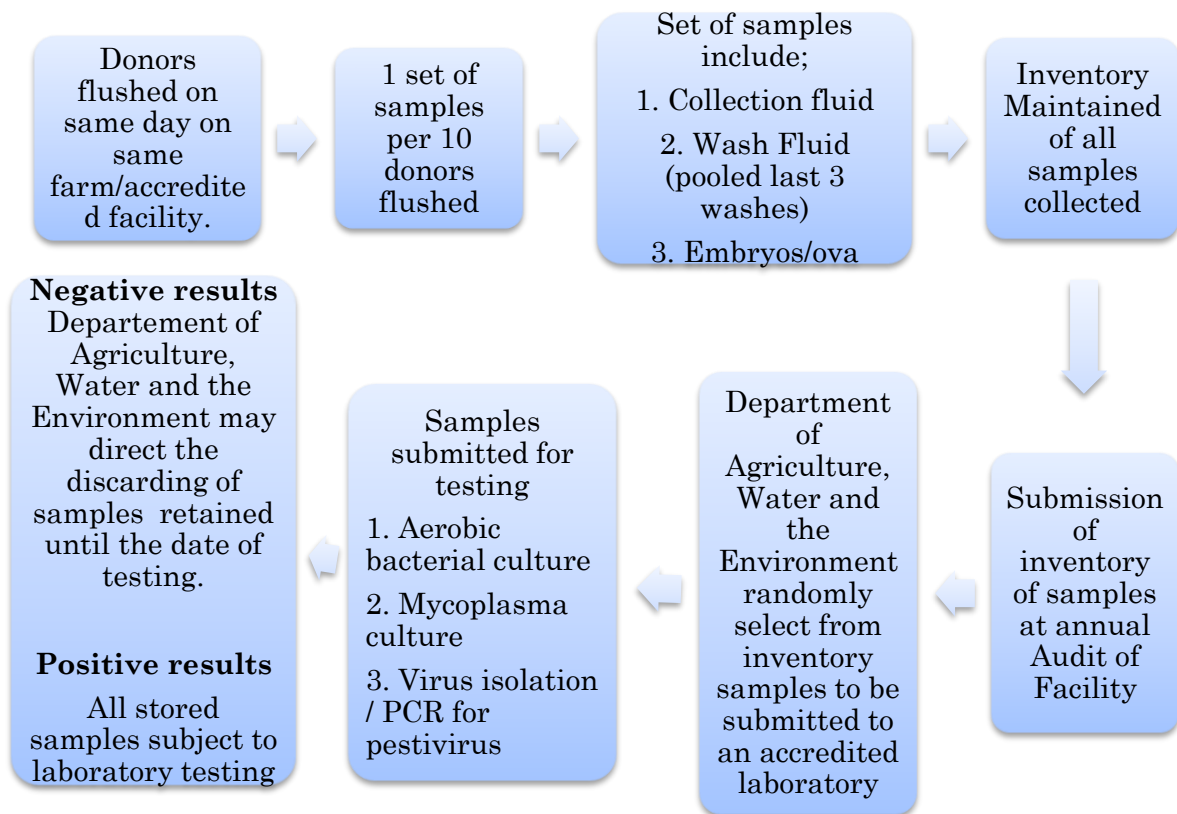 Donors
flushed on
same day on
same
farm/accredite
d facility.
1 set of
samples
per 10
donors
flushed
Set of samples
include;
1. Collection fluid
2. Wash Fluid
(pooled last 3
washes)
3. Embryos/ova
Inventory
Maintained
of all
samples
collected
Submission
of
inventory
of samples
at annual
Audit of
Facility
Department
of
Agriculture,
Water and
the
Environment
randomly
select from
inventory
samples to be
submitted to
an accredited
laboratory
Samples
submitted for
testing
1. Aerobic
bacterial culture
2. Mycoplasma
culture
3. Virus isolation
/ PCR for
pestivirus
Negative results
Departement of
Agriculture,
Water and the
Environment may
direct the
discarding of
samples retained
until the date of
testing.
Positive results
All stored
samples subject to
laboratory testing